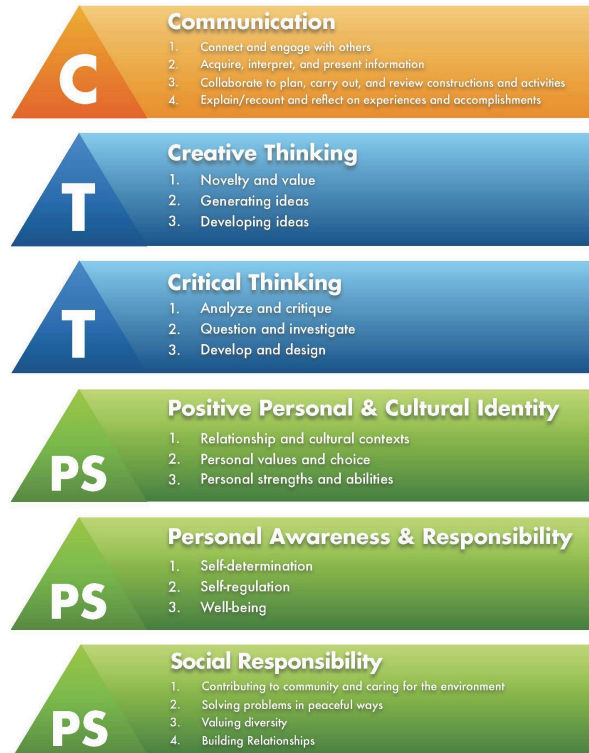 C
Communication
1. Connect and engage with others
2. Acquire, interpret, and present information
3. Collaborate to plan, carry out, and review constructions and activities
4. Explain/recount and reflect on experiences and accomplishments
T
Creative Thinking
1. Novelty and value
2. Generating ideas
3. Developing ideas
T
Critical Thinking
1. Analyze and critique
2. Question and investigate
3. Develop and design
PS
Positive Personal & Cultural Identity
1. Relationship and cultural contexts
2. Personal values and choice
3. Personal strengths and abilities
PS
Personal Awareness & Responsibility
1. Self-determination
2. Self-regulation
3. Well-being
PS
Social Responsibility
1. Contributing to community and caring for the environment
2. Solving problems in peaceful ways
3. Valuing diversity
4. Building Relationships